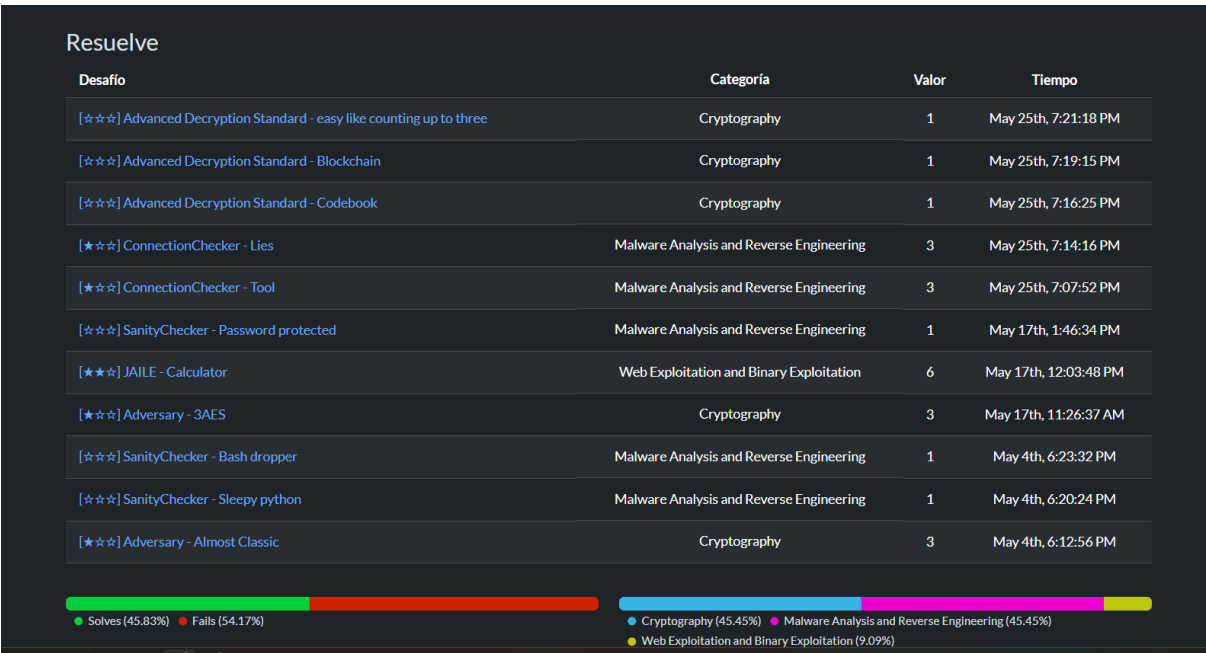 Resuelve
Desafío Categoría Valor Tiempo
[☆☆☆] Advanced Decryption Standard - easy like counting up to three Cryptography 1 May 25th, 7:21:18 PM
[☆☆☆] Advanced Decryption Standard - Blockchain Cryptography 1 May 25th, 7:19:15 PM
[☆☆☆] Advanced Decryption Standard - Codebook Cryptography 1 May 25th, 7:16:25 PM
[★☆☆] ConnectionChecker - Lies Malware Analysis and Reverse Engineering 3 May 25th, 7:14:16 PM
[★☆☆] ConnectionChecker - Tool Malware Analysis and Reverse Engineering 3 May 25th, 7:07:52 PM
[☆☆☆] SanityChecker - Password protected Malware Analysis and Reverse Engineering 1 May 17th, 1:46:34 PM
[★★☆] JAILE - Calculator Web Exploitation and Binary Exploitation 6 May 17th, 12:03:48 PM
[★☆☆] Adversary - 3AES Cryptography 3 May 17th, 11:26:37 AM
[☆☆☆] SanityChecker - Bash dropper Malware Analysis and Reverse Engineering 1 May 4th, 6:23:32 PM
[☆☆☆] SanityChecker - Sleepy python Malware Analysis and Reverse Engineering 1 May 4th, 6:20:24 PM
[★☆☆] Adversary - Almost Classic Cryptography 3 May 4th, 6:12:56 PM
Solves (45.83%) Fails (54.17%)
Cryptography (45.45%) Malware Analysis and Reverse Engineering (45.45%)
Web Exploitation and Binary Exploitation (9.09%)